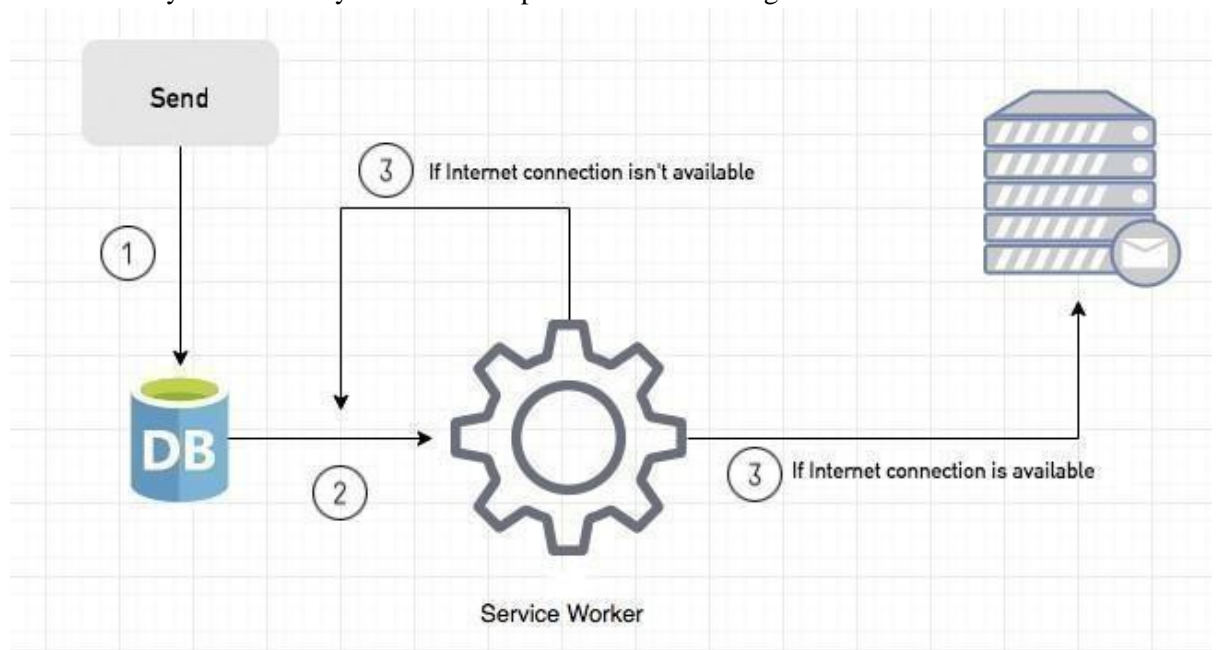 Send
3 If Internet connection isn't available
1
DB
2
3 If Internet connection is available
Service Worker